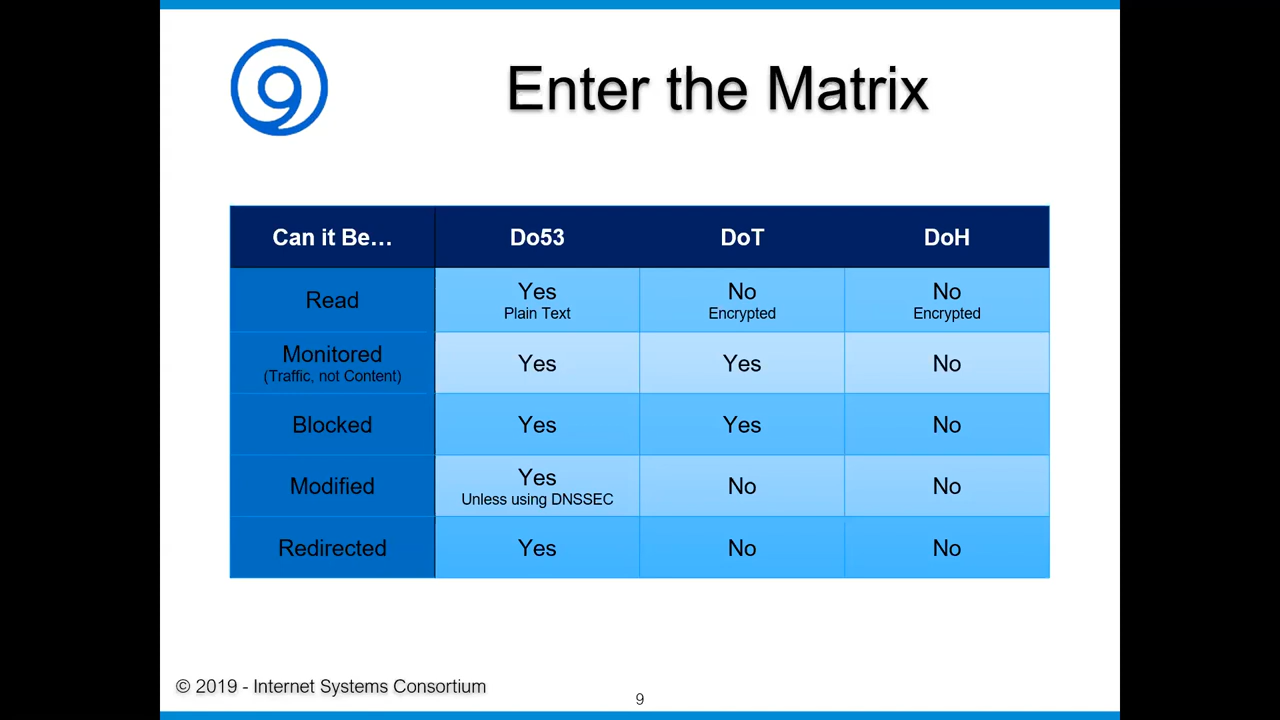 Enter the Matrix
Can it Be… Do53 DoT DoH
Read Yes No No
Plain Text Encrypted Encrypted
Monitored Yes Yes No
(Traffic, not Content)
Blocked Yes Yes No
Modified Yes No No
Unless using DNSSEC
Redirected Yes No No
© 2019 - Internet Systems Consortium
9